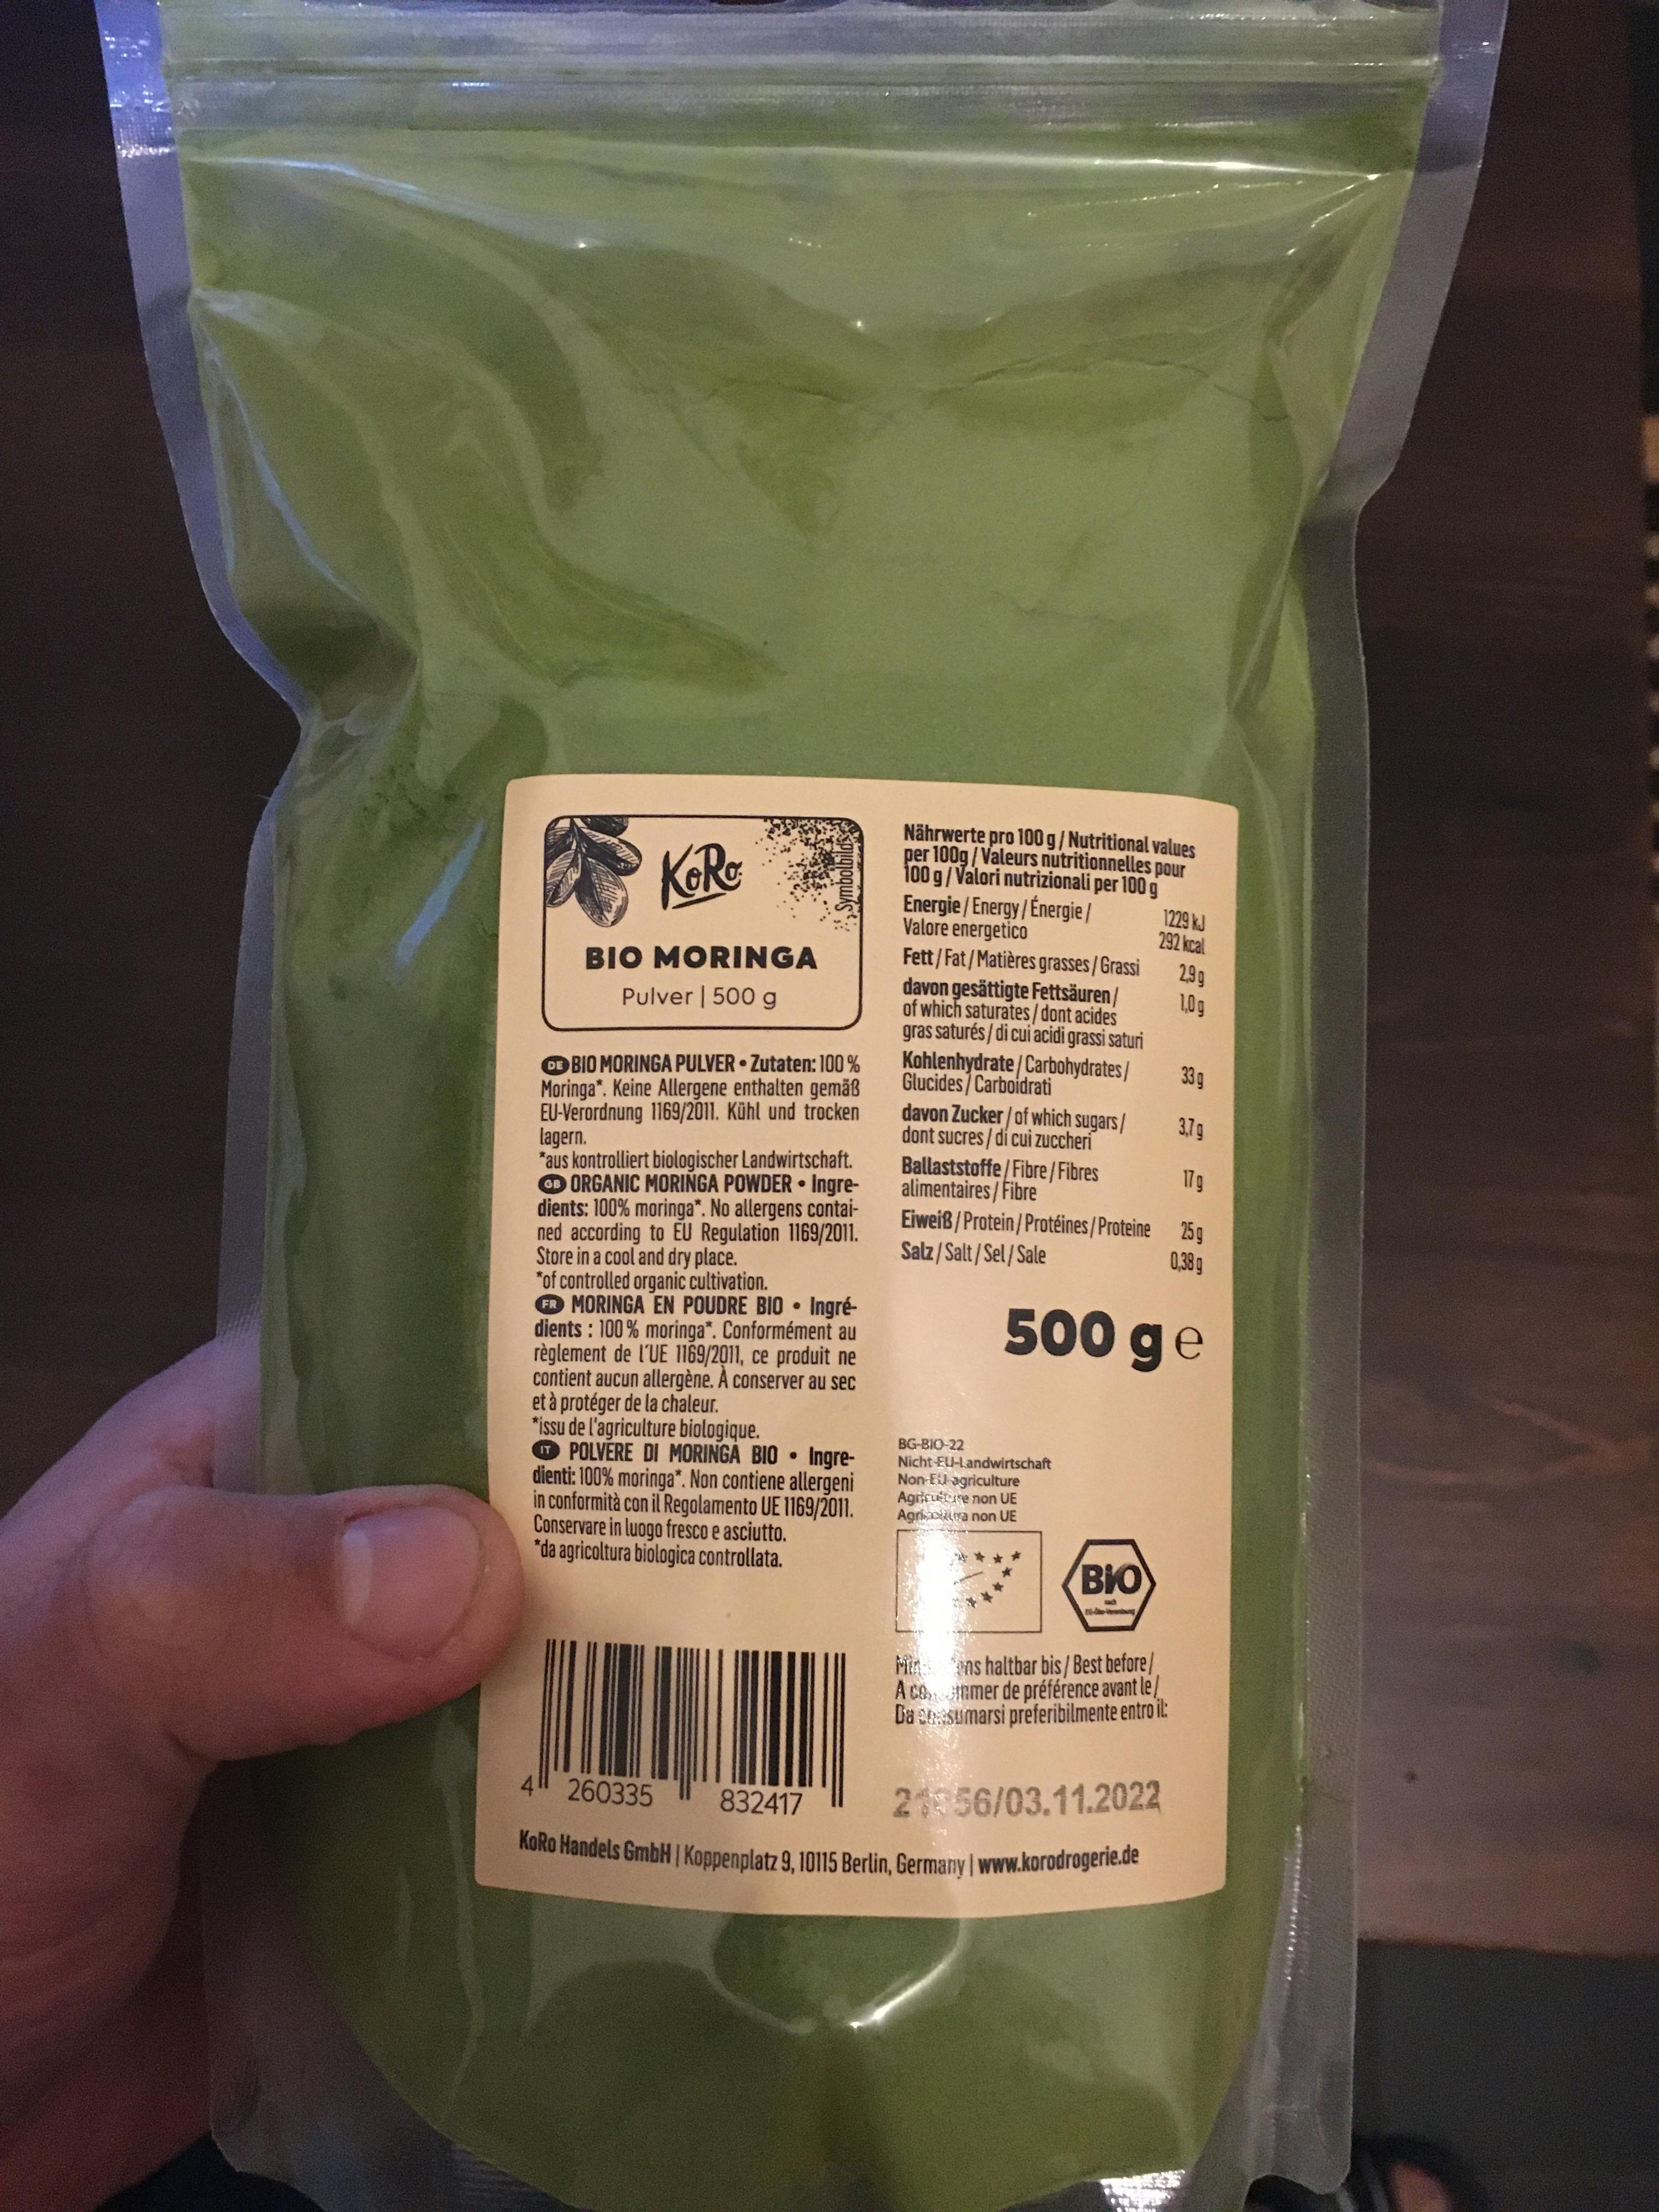 KoRo
Symbolbild
BIO MORINGA
Pulver | 500 g
DE BIO MORINGA PULVER • Zutaten: 100 %
Moringa*. Keine Allergene enthalten gemäß
EU-Verordnung 1169/2011. Kühl und trocken
lagern.
*aus kontrolliert biologischer Landwirtschaft.
GB ORGANIC MORINGA POWDER • Ingre-
dients: 100% moringa*. No allergens contai-
ned according to EU Regulation 1169/2011.
Store in a cool and dry place.
*of controlled organic cultivation.
FR MORINGA EN POUDRE BIO • Ingré-
dients : 100 % moringa*. Conformément au
règlement de l'UE 1169/2011, ce produit ne
contient aucun allergène. À conserver au sec
et à protéger de la chaleur.
*issu de l'agriculture biologique.
IT POLVERE DI MORINGA BIO • Ingre-
dienti: 100% moringa*. Non contiene allergeni
in conformità con il Regolamento UE 1169/2011.
Conservare in luogo fresco e asciutto.
*da agricoltura biologica controllata.
4 260335 832417
Nährwerte pro 100 g / Nutritional values
per 100g / Valeurs nutritionnelles pour
100 g / Valori nutrizionali per 100 g
Energie / Energy / Énergie / 1229 kJ
Valore energetico 292 kcal
Fett / Fat / Matières grasses / Grassi 2,9 g
davon gesättigte Fettsäuren / 1,0 g
of which saturates / dont acides
gras saturés / di cui acidi grassi saturi
Kohlenhydrate / Carbohydrates / 33 g
Glucides / Carboidrati
davon Zucker / of which sugars / 3,7 g
dont sucres / di cui zuccheri
Ballaststoffe / Fibre / Fibres 17 g
alimentaires / Fibre
Eiweiß / Protein / Protéines / Proteine 25 g
Salz / Salt / Sel / Sale 0,38 g
500 g e
BG-BIO-22
Nicht-EU-Landwirtschaft
Non-EU-agriculture
Agriculture non UE
Agricoltura non UE
BIO
nach
EG-Öko-Verordnung
haltbar bis / Best before /
A consommer de préférence avant le /
Da consumarsi preferibilmente entro il:
/03.11.2022
KoRo Handels GmbH | Koppenplatz 9, 10115 Berlin, Germany | www.korodrogerie.de